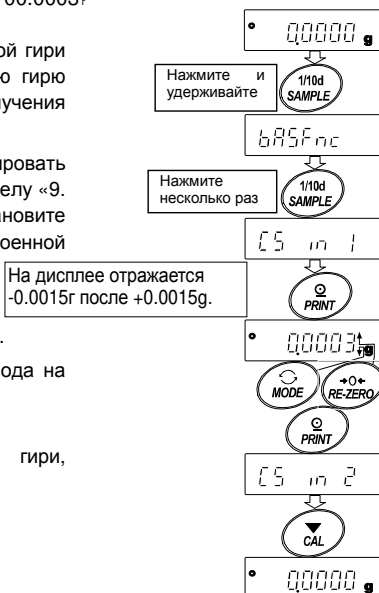 ой гири
ю гирю
лучения
ировать
елу «9.
ановите
оенной
.
ода на
гири,
0.0000 g
Нажмите и
удерживайте
1/10d
SAMPLE
bASFnc
Нажмите
несколько раз
1/10d
SAMPLE
CS in 1
На дисплее отражается
-0.0015г после +0.0015g.
PRINT
0.0003 g
MODE
→0←
RE-ZERO
PRINT
CS in 2
CAL
0.0000 g